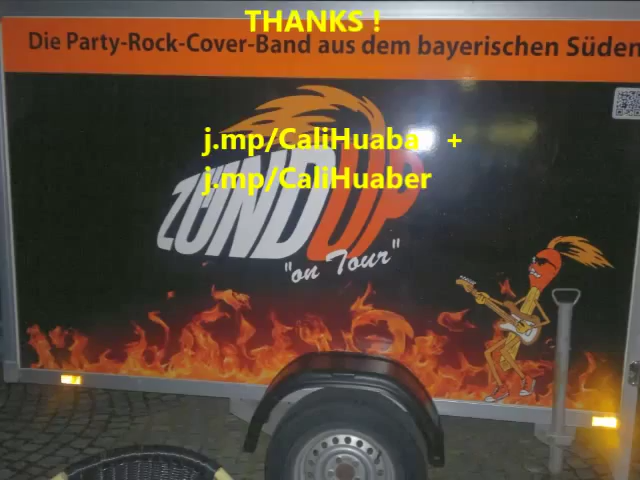 THANKS !
Die Party-Rock-Cover-Band aus dem bayerischen Süden
j.mp/CaliHuaba +
j.mp/CaliHuaber
ZÜNDUP
"on Tour"